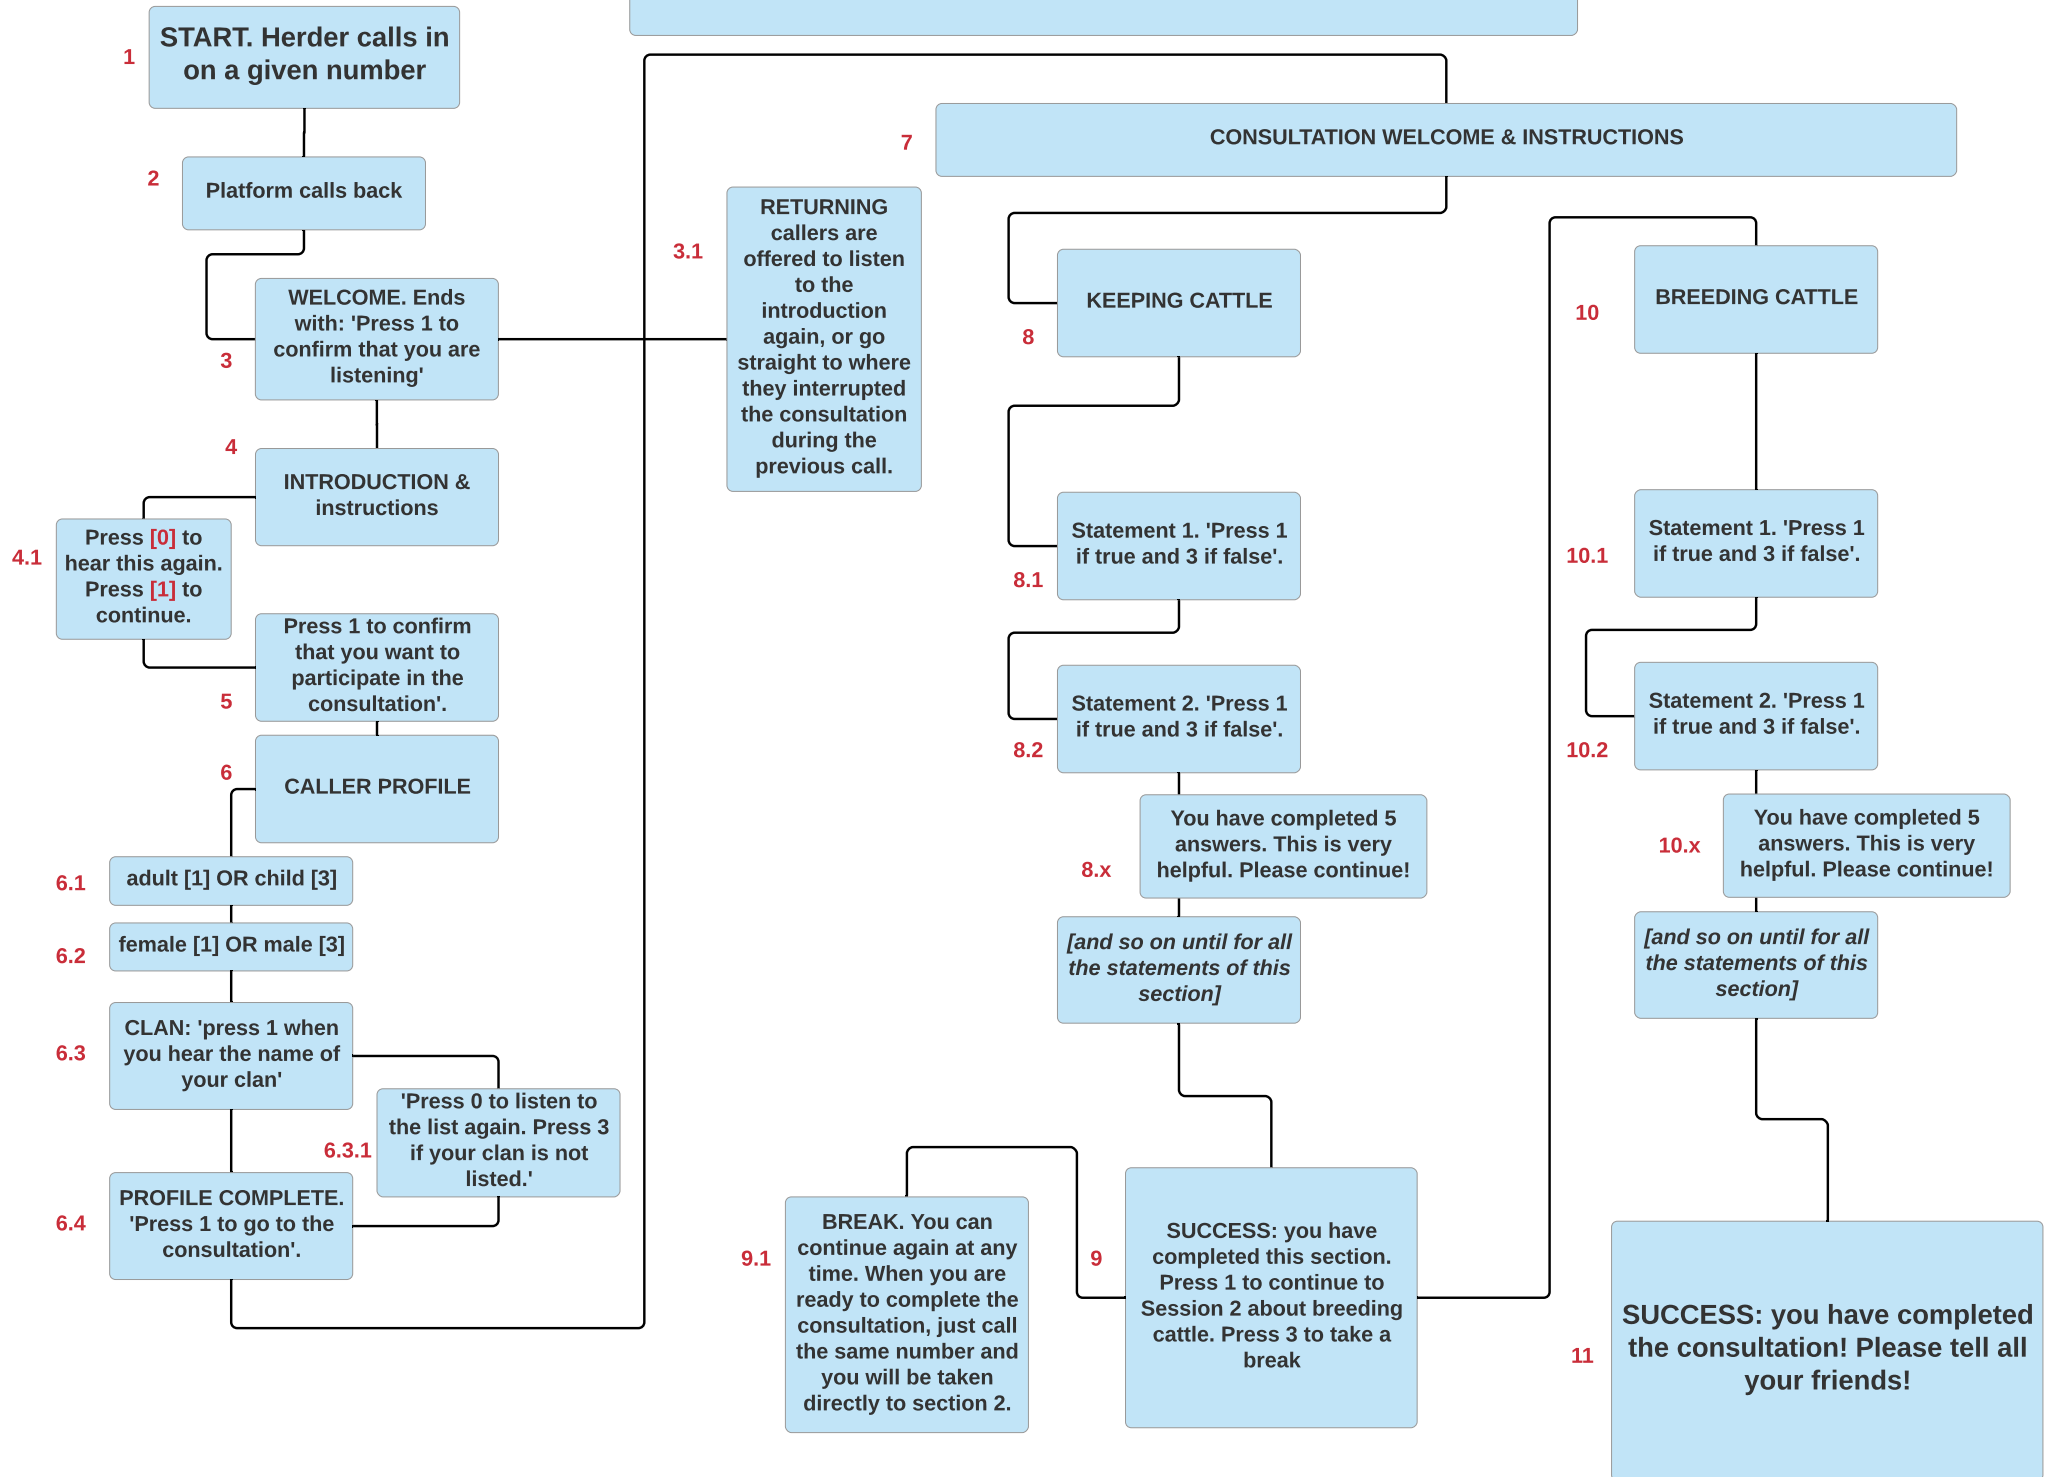 1
START. Herder calls in
on a given number
2
Platform calls back
3
WELCOME. Ends
with: 'Press 1 to
confirm that you are
listening'
3.1
RETURNING
callers are
offered to listen
to the
introduction
again, or go
straight to where
they interrupted
the consultation
during the
previous call.
4
INTRODUCTION &
instructions
4.1
Press [0] to
hear this again.
Press [1] to
continue.
5
Press 1 to confirm
that you want to
participate in the
consultation'.
6
CALLER PROFILE
6.1
adult [1] OR child [3]
6.2
female [1] OR male [3]
6.3
CLAN: 'press 1 when
you hear the name of
your clan'
6.3.1
'Press 0 to listen to
the list again. Press 3
if your clan is not
listed.'
6.4
PROFILE COMPLETE.
'Press 1 to go to the
consultation'.
7
CONSULTATION WELCOME & INSTRUCTIONS
8
KEEPING CATTLE
8.1
Statement 1. 'Press 1
if true and 3 if false'.
8.2
Statement 2. 'Press 1
if true and 3 if false'.
8.x
You have completed 5
answers. This is very
helpful. Please continue!
[and so on until for all
the statements of this
section]
9
SUCCESS: you have
completed this section.
Press 1 to continue to
Session 2 about breeding
cattle. Press 3 to take a
break
9.1
BREAK. You can
continue again at any
time. When you are
ready to complete the
consultation, just call
the same number and
you will be taken
directly to section 2.
10
BREEDING CATTLE
10.1
Statement 1. 'Press 1
if true and 3 if false'.
10.2
Statement 2. 'Press 1
if true and 3 if false'.
10.x
You have completed 5
answers. This is very
helpful. Please continue!
[and so on until for all
the statements of this
section]
11
SUCCESS: you have completed
the consultation! Please tell all
your friends!